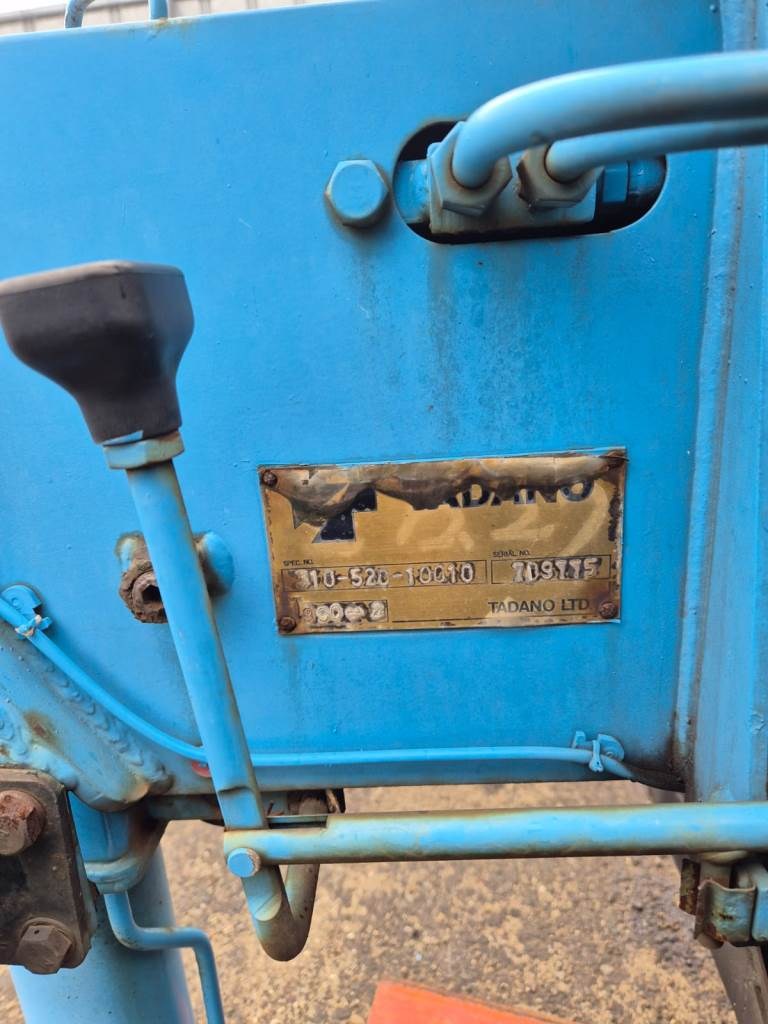 TADANO
SPEC. NO. SERIAL NO.
310-520-10010 709115
TADANO LTD.